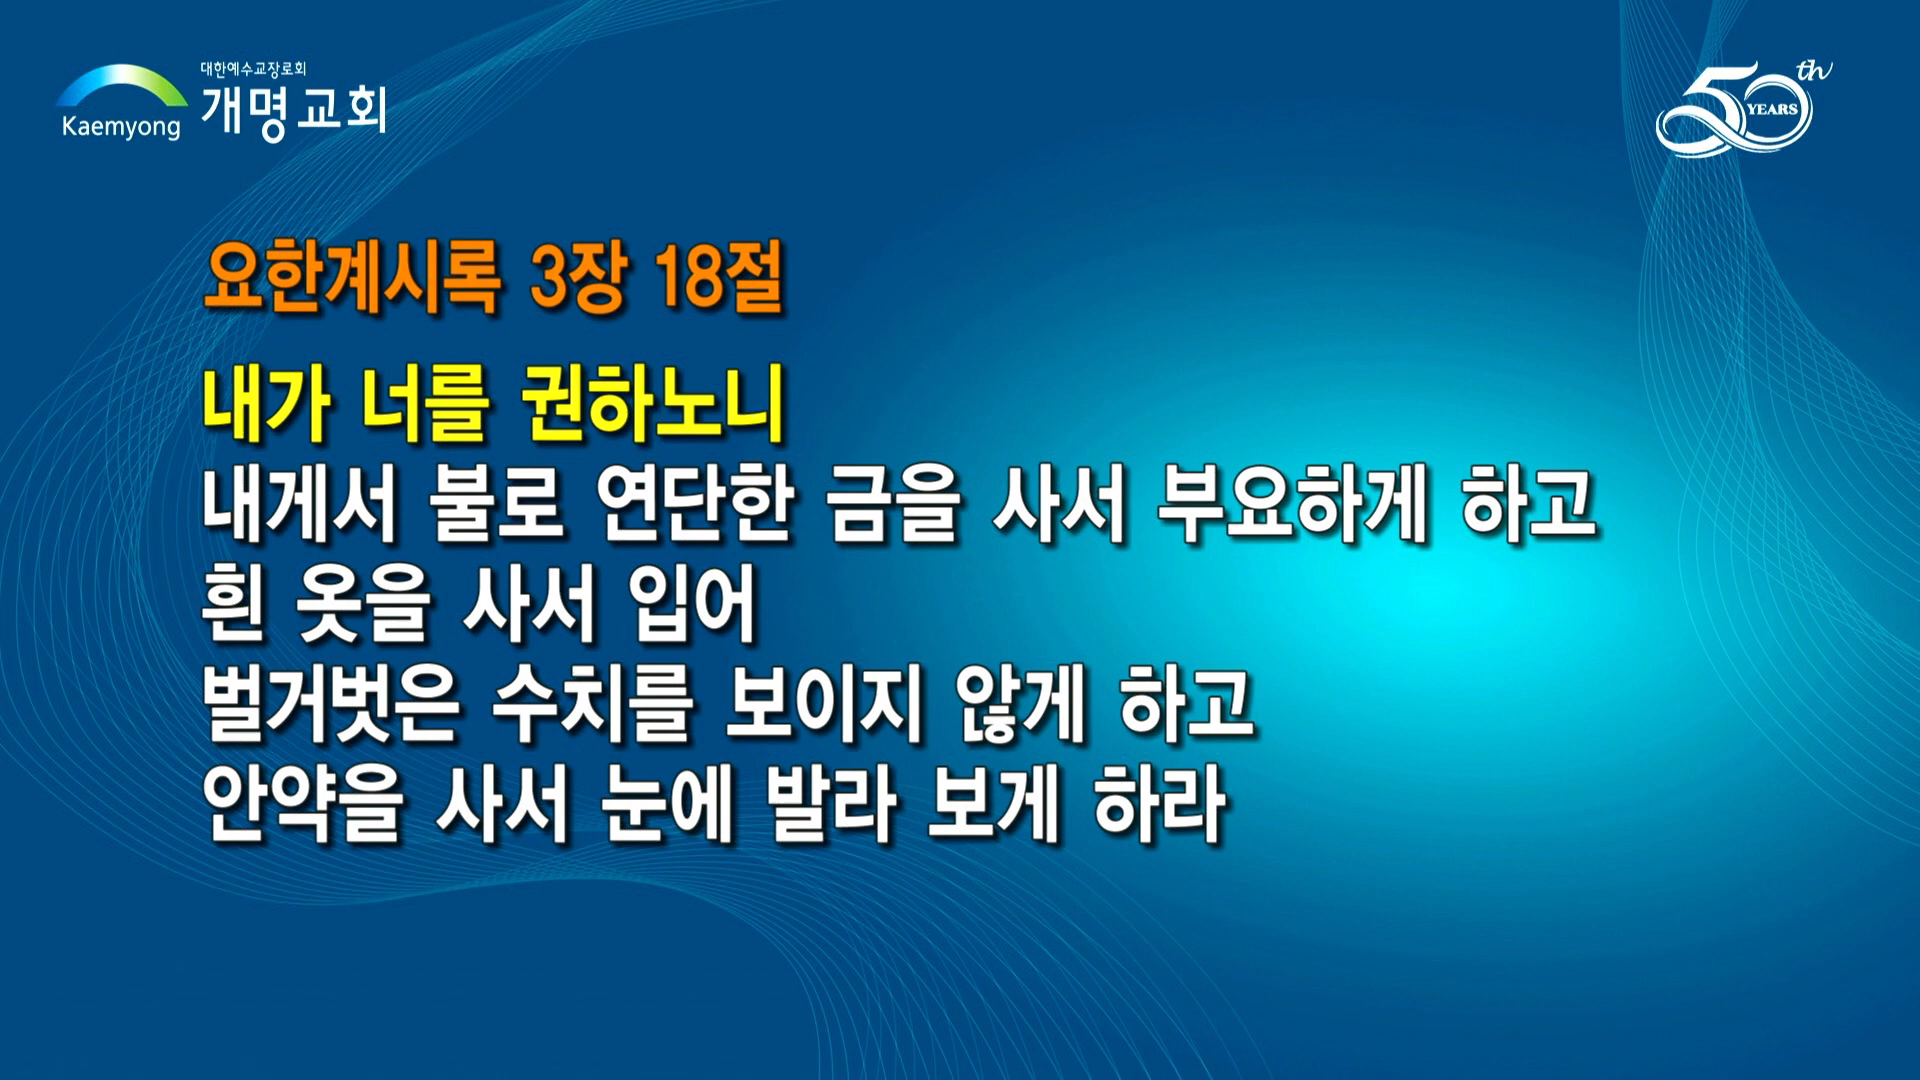 대한예수교장로회
개명교회
Kaemyong
50th
YEARS
요한계시록 3장 18절
내가 너를 권하노니
내게서 불로 연단한 금을 사서 부요하게 하고
흰 옷을 사서 입어
벌거벗은 수치를 보이지 않게 하고
안약을 사서 눈에 발라 보게 하라